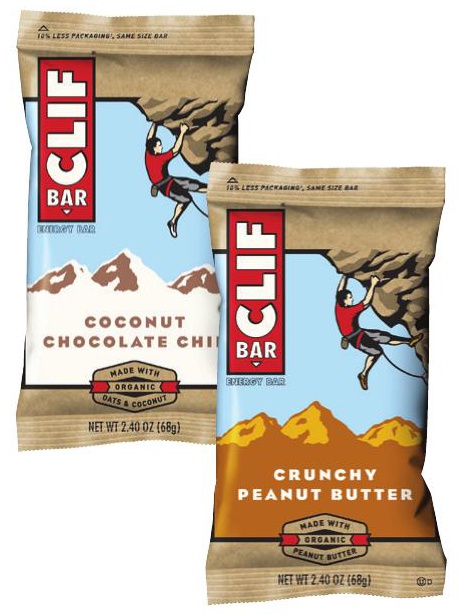 10% LESS PACKAGING¹, SAME SIZE BAR
CLIF
BAR
ENERGY BAR
COCONUT
CHOCOLATE CHI
MADE WITH
ORGANIC
OATS & COCONUT
NET WT 2.40 OZ (68g)
10% LESS PACKAGING¹, SAME SIZE BAR
CLIF
BAR
ENERGY BAR
CRUNCHY
PEANUT BUTTER
MADE WITH
ORGANIC
PEANUT BUTTER
NET WT 2.40 OZ (68g)
U D